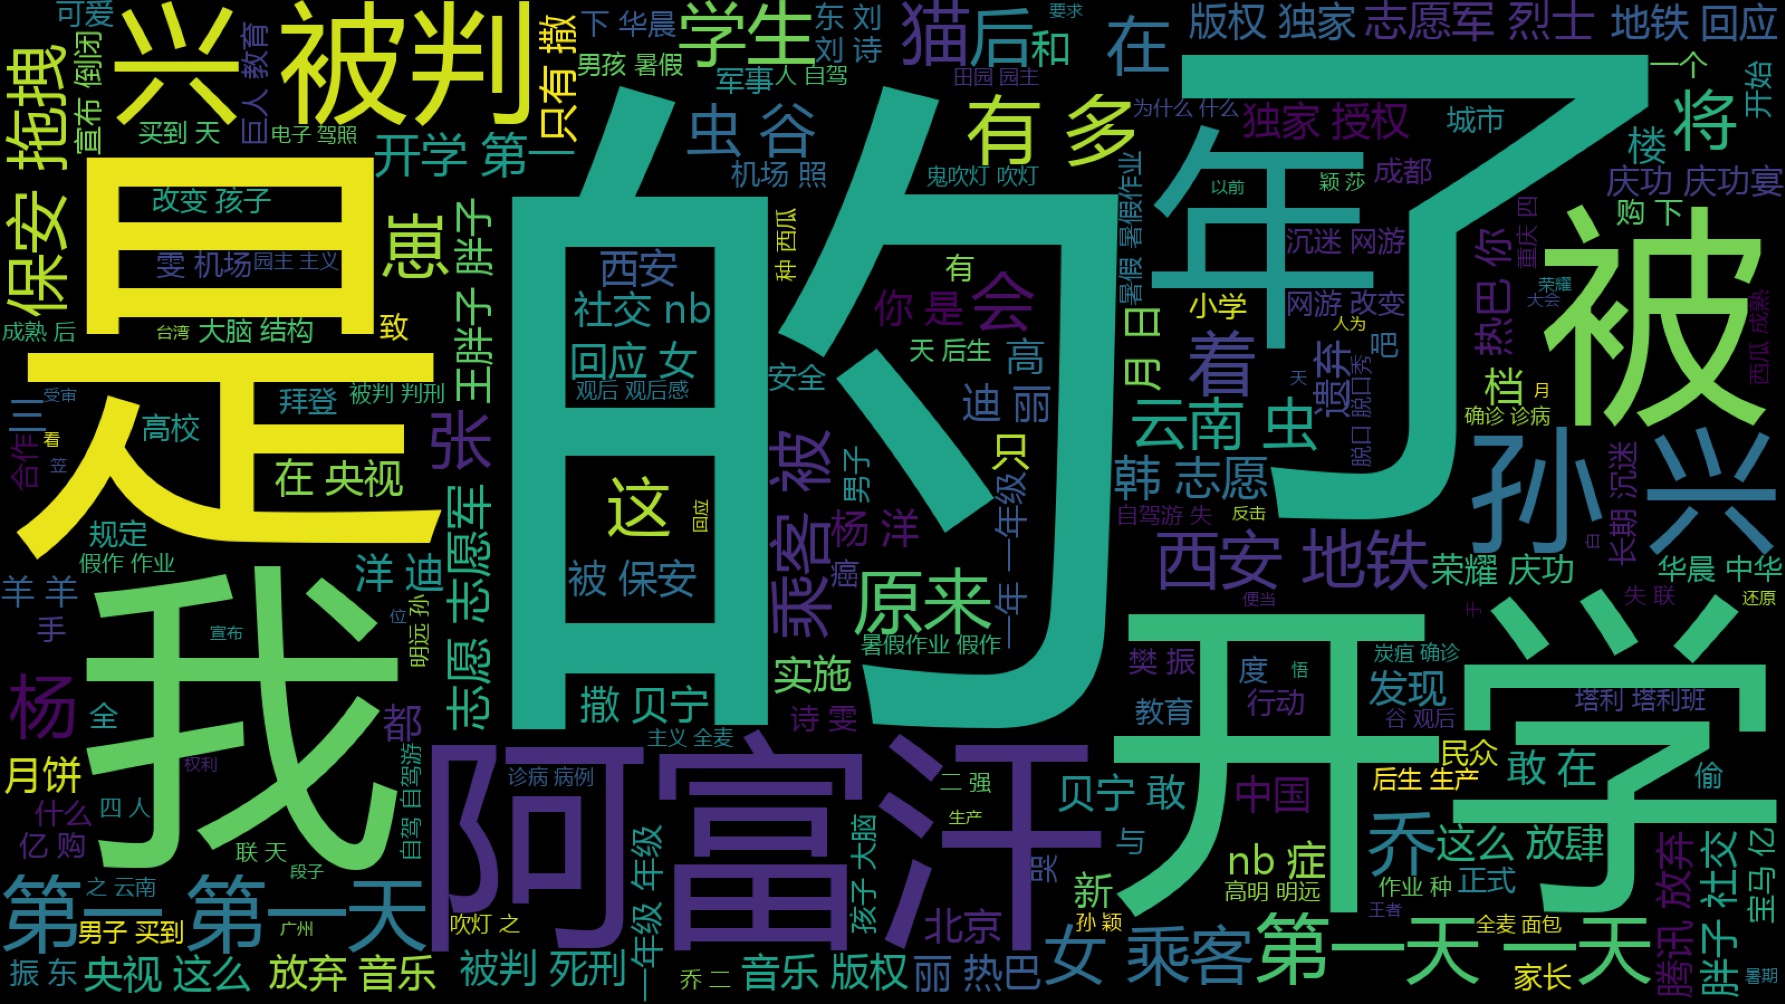 可爱
宣布 倒闭
保安 拖拽
兴 被判
巨人 教育
买到 天
电子 驾照
只有 撒
下 华晨
男孩 暑假
学生
军事
人 自驾
东 刘
刘 诗
猫
后
和
要求
田园 园主
在
版权 独家
志愿军 烈士
地铁 回应
一个
开始
为什么 什么
独家 授权
城市
楼
将
庆功 庆功宴
开学 第一
虫 谷
机场 照
有 多
鬼吹灯 吹灯
暑假 暑假作业
年
以前
颖 莎
成都
了
购 下
重庆 四
热巴 你
是
改变 孩子
雯 机场
园主 主义
崽
王胖子 胖子
种 西瓜
西安
社交 nb
回应 女
观后 观后感
的
有
你 是
会
天 后生
高
安全
迪 丽
月 日
小学
沉迷 网游
网游 改变
人为
着
遗弃
吧
天
脱口 脱口秀
荣耀
大会
被
西瓜 成熟
档
月
确诊 诊病
成熟 后
台湾
大脑 结构
致
三
受审
看
笠
合作
高校
拜登
被判 判刑
在 央视
张
这
回应
被 保安
乘客 被
男子
杨 洋
癌
只
一年 一年级
云南 虫
韩 志愿
自驾游 失
反击
西安 地铁
白
孙 兴
长期 沉迷
荣耀 庆功
华晨 中华
规定
假作 作业
羊 羊
手
洋 迪
志愿 志愿军
位
明远 孙
宣布
我
原来
暑假作业 假作
便当
于
失 联
还原
杨
全
都
撒 贝宁
实施
诗 雯
主义 全麦
樊 振
度
悟
教育
行动
炭疽 确诊
发现
谷 观后
塔利 塔利班
开学
月饼
权利
什么
四 人
亿 购
联 天
段子
自驾 自驾游
阿富汗
诊病 病例
二 强
生产
孩子 大脑
贝宁 敢
与
哭
新
中国
nb 症
高明 明远
民众
后生 生产
敢 在
偷
乔
这么 放肆
作业 种
正式
王者
放弃
社交
宝马 亿
第一 第一天
之 云南
男子 买到
广州
一年级 年级
吹灯 之
北京
孙 颖
女 乘客
第一天 一天
全麦 面包
家长
腾讯
胖子
暑期
振 东
央视 这么
放弃 音乐
被判 死刑
乔 二
音乐 版权
丽 热巴